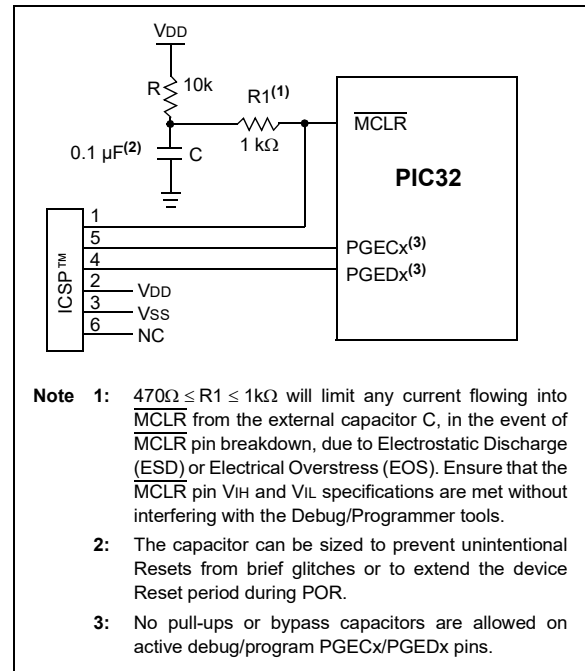 VDD
R 10k
R1(1)
0.1 µF(2) C
1 kΩ
MCLR
PIC32
ICSP™
1
5
4
2
3
6
VDD
VSS
NC
PGECx(3)
PGEDx(3)
Note 1: 470Ω ≤ R1 ≤ 1kΩ will limit any current flowing into
MCLR from the external capacitor C, in the event of
MCLR pin breakdown, due to Electrostatic Discharge
(ESD) or Electrical Overstress (EOS). Ensure that the
MCLR pin VIH and VIL specifications are met without
interfering with the Debug/Programmer tools.
2: The capacitor can be sized to prevent unintentional
Resets from brief glitches or to extend the device
Reset period during POR.
3: No pull-ups or bypass capacitors are allowed on
active debug/program PGECx/PGEDx pins.